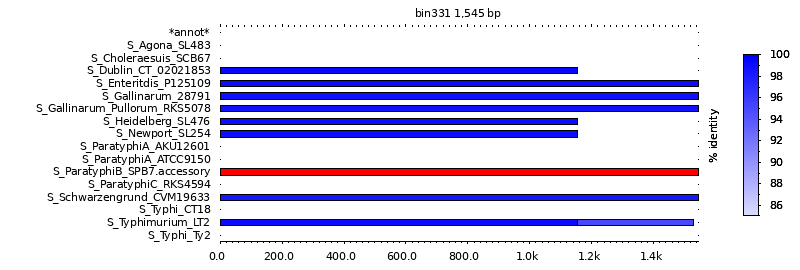 bin331 1,545 bp
*annot*
S_Agona_SL483
S_Choleraesuis_SCB67
S_Dublin_CT_02021853
S_Enteritdis_P125109
S_Gallinarum_28791
S_Gallinarum_Pullorum_RKS5078
S_Heidelberg_SL476
S_Newport_SL254
S_ParatyphiA_AKU12601
S_ParatyphiA_ATCC9150
S_ParatyphiB_SPB7.accessory
S_ParatyphiC_RKS4594
S_Schwarzengrund_CVM19633
S_Typhi_CT18
S_Typhimurium_LT2
S_Typhi_Ty2
0.0 200.0 400.0 600.0 800.0 1.0k 1.2k 1.4k
% identity
100
98
96
94
92
90
88
86